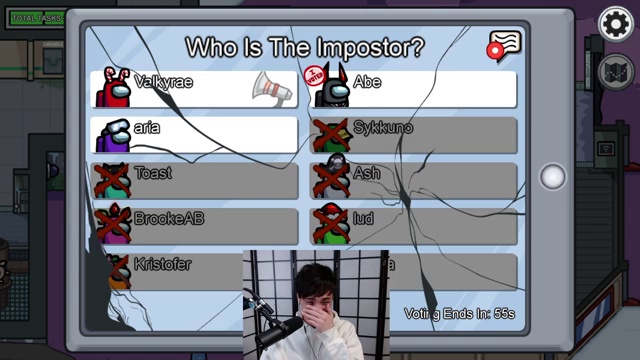 TOTAL TASKS
Who Is The Impostor?
Valkyrae
I VOTED
Abe
aria
Sykkuno
Toast
Ash
BrookeAB
lud
Kristofer
Voting Ends In: 55s